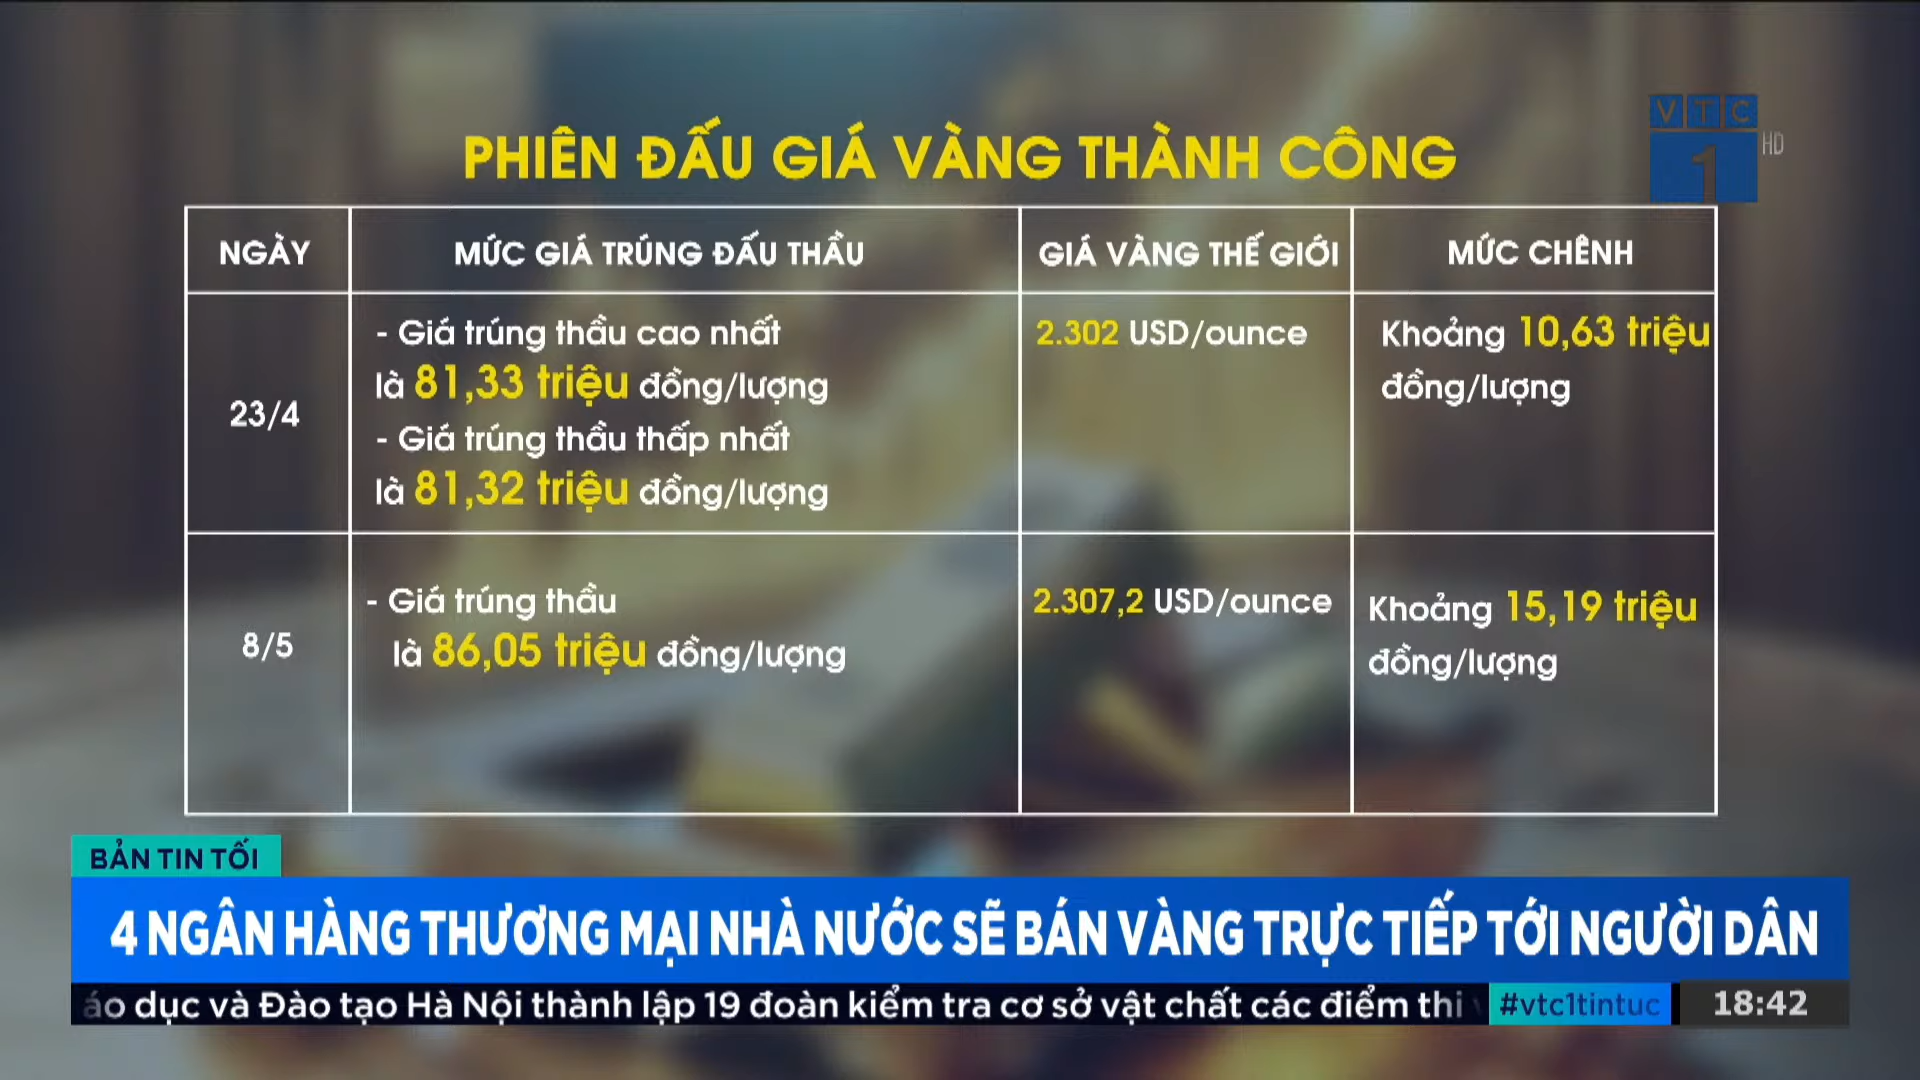 VTC
1
HD
PHIÊN ĐẤU GIÁ VÀNG THÀNH CÔNG
NGÀY
MỨC GIÁ TRÚNG ĐẤU THẦU
GIÁ VÀNG THẾ GIỚI
MỨC CHÊNH
23/4
- Giá trúng thầu cao nhất
là 81,33 triệu đồng/lượng
- Giá trúng thầu thấp nhất
là 81,32 triệu đồng/lượng
2.302 USD/ounce
Khoảng 10,63 triệu
đồng/lượng
8/5
- Giá trúng thầu
là 86,05 triệu đồng/lượng
2.307,2 USD/ounce
Khoảng 15,19 triệu
đồng/lượng
BẢN TIN TỐI
4 NGÂN HÀNG THƯƠNG MẠI NHÀ NƯỚC SẼ BÁN VÀNG TRỰC TIẾP TỚI NGƯỜI DÂN
áo dục và Đào tạo Hà Nội thành lập 19 đoàn kiểm tra cơ sở vật chất các điểm thi
#vtc1tintuc
18:42